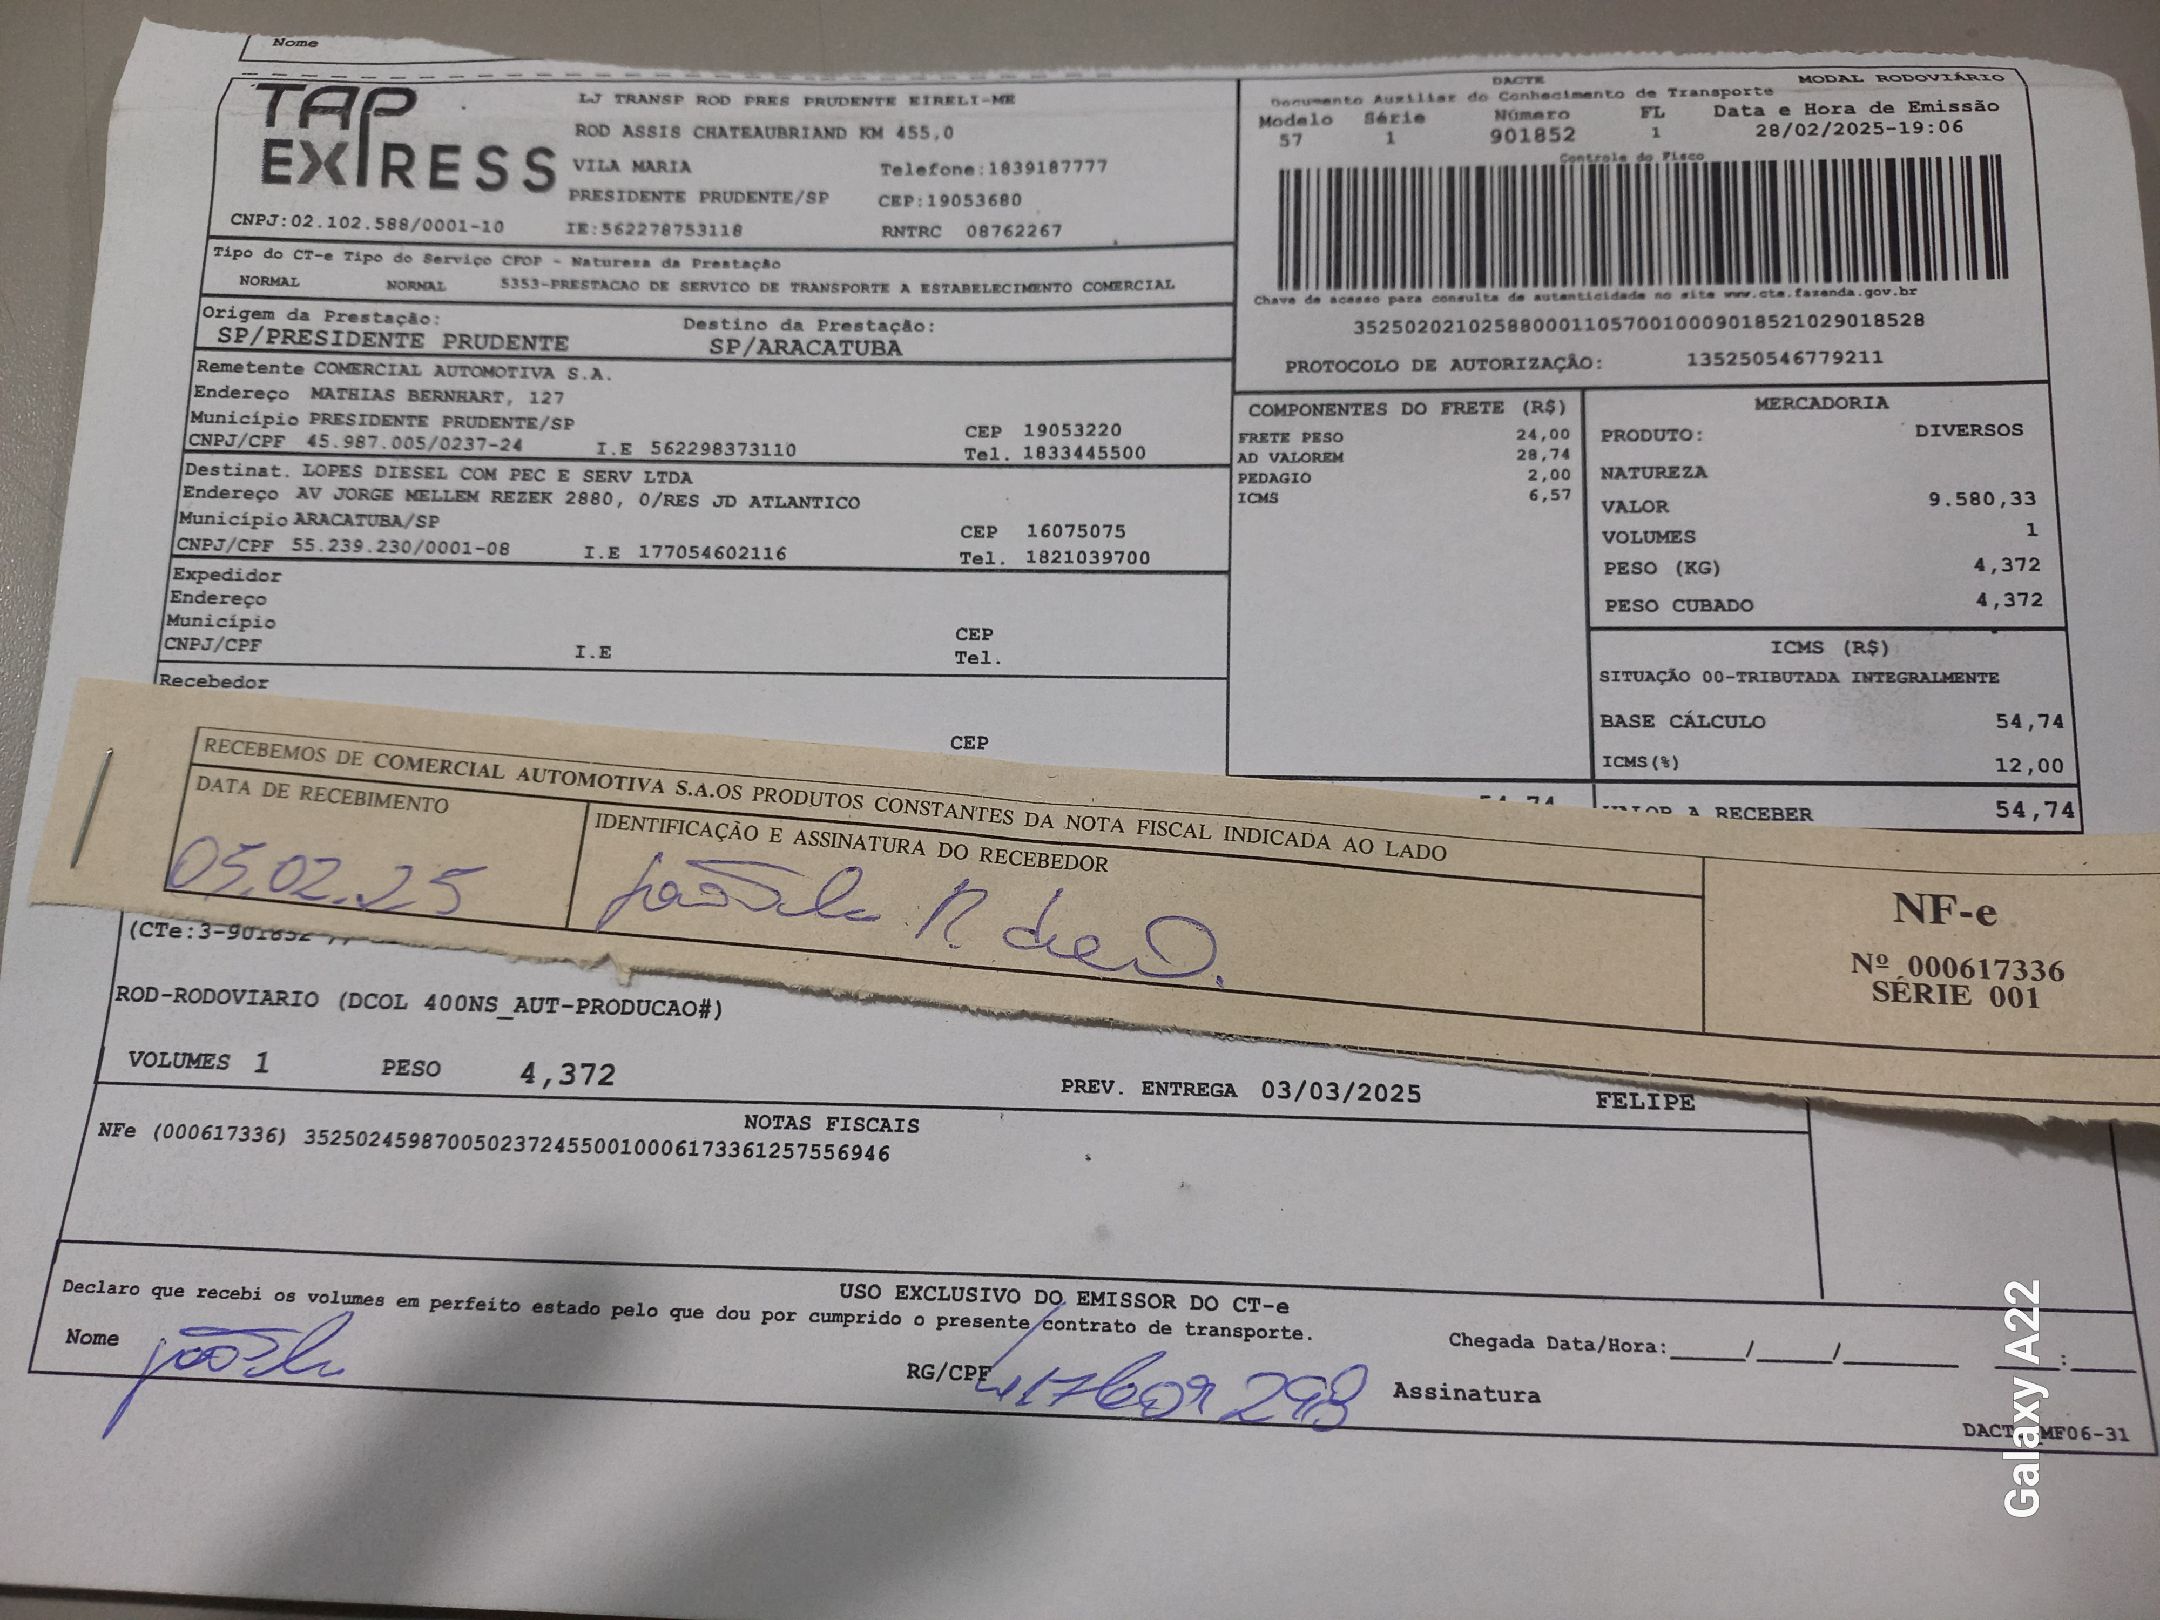 Nome
TAP EXPRESS
LJ TRANSP ROD PRES PRUDENTE EIRELI-ME
ROD ASSIS CHATEAUBRIAND KM 455,0
VILA MARIA Telefone:1839187777
PRESIDENTE PRUDENTE/SP CEP:19053680
CNPJ:02.102.588/0001-10 IE:562278753118 RNTRC 08762267
DACTE MODAL RODOVIÁRIO
Documento Auxiliar do Conhecimento de Transporte
Modelo Série Número FL Data e Hora de Emissão
57 1 901852 1 28/02/2025-19:06
Controle do Fisco
Chave de acesso para consulta de autenticidade no site www.cte.fazenda.gov.br
35250202102588000110570010009018521029018528
PROTOCOLO DE AUTORIZAÇÃO: 135250546779211
Tipo do CT-e Tipo do Serviço CFOP - Natureza da Prestação
NORMAL NORMAL 5353-PRESTACAO DE SERVICO DE TRANSPORTE A ESTABELECIMENTO COMERCIAL
Origem da Prestação: Destino da Prestação:
SP/PRESIDENTE PRUDENTE SP/ARACATUBA
Remetente COMERCIAL AUTOMOTIVA S.A.
Endereço MATHIAS BERNHART, 127
Município PRESIDENTE PRUDENTE/SP CEP 19053220
CNPJ/CPF 45.987.005/0237-24 I.E 562298373110 Tel. 1833445500
Destinat. LOPES DIESEL COM PEC E SERV LTDA
Endereço AV JORGE MELLEM REZEK 2880, 0/RES JD ATLANTICO
Município ARACATUBA/SP CEP 16075075
CNPJ/CPF 55.239.230/0001-08 I.E 177054602116 Tel. 1821039700
Expedidor
Endereço
Município CEP
CNPJ/CPF I.E Tel.
Recebedor
CEP
COMPONENTES DO FRETE (R$)
FRETE PESO 24,00
AD VALOREM 28,74
PEDAGIO 2,00
ICMS 6,57
54,74
MERCADORIA
PRODUTO: DIVERSOS
NATUREZA
VALOR 9.580,33
VOLUMES 1
PESO (KG) 4,372
PESO CUBADO 4,372
ICMS (R$)
SITUAÇÃO 00-TRIBUTADA INTEGRALMENTE
BASE CÁLCULO 54,74
ICMS(%) 12,00
VALOR A RECEBER 54,74
RECEBEMOS DE COMERCIAL AUTOMOTIVA S.A.OS PRODUTOS CONSTANTES DA NOTA FISCAL INDICADA AO LADO
DATA DE RECEBIMENTO IDENTIFICAÇÃO E ASSINATURA DO RECEBEDOR
05.02.25
NF-e
Nº 000617336
SÉRIE 001
(CTe:3-901852
ROD-RODOVIARIO (DCOL 400NS_AUT-PRODUCAO#)
VOLUMES 1 PESO 4,372 PREV. ENTREGA 03/03/2025 FELIPE
NOTAS FISCAIS
NFe (000617336) 35250245987005023724550010006173361257556946
USO EXCLUSIVO DO EMISSOR DO CT-e
Declaro que recebi os volumes em perfeito estado pelo que dou por cumprido o presente contrato de transporte.
Nome RG/CPF Assinatura
Chegada Data/Hora:_____/_____/________ ____:____
DACT MF06-31
Galaxy A22